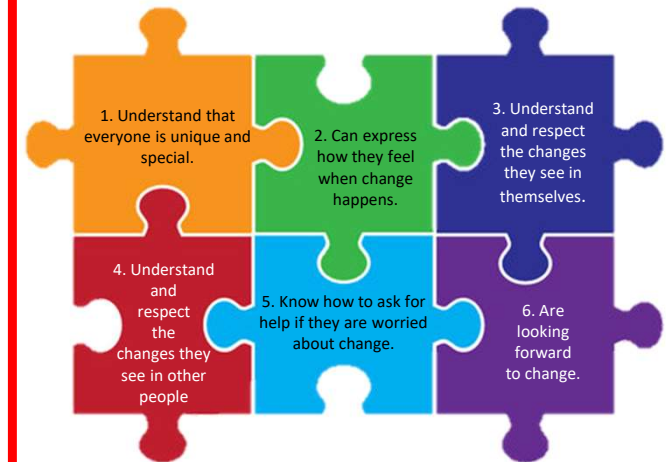 1. Understand that
everyone is unique and
special.
2. Can express
how they feel
when change
happens.
3. Understand
and respect
the changes
they see in
themselves.
4. Understand
and
respect
the
changes they
see in other
people
5. Know how to ask for
help if they are worried
about change.
6. Are
looking
forward
to change.